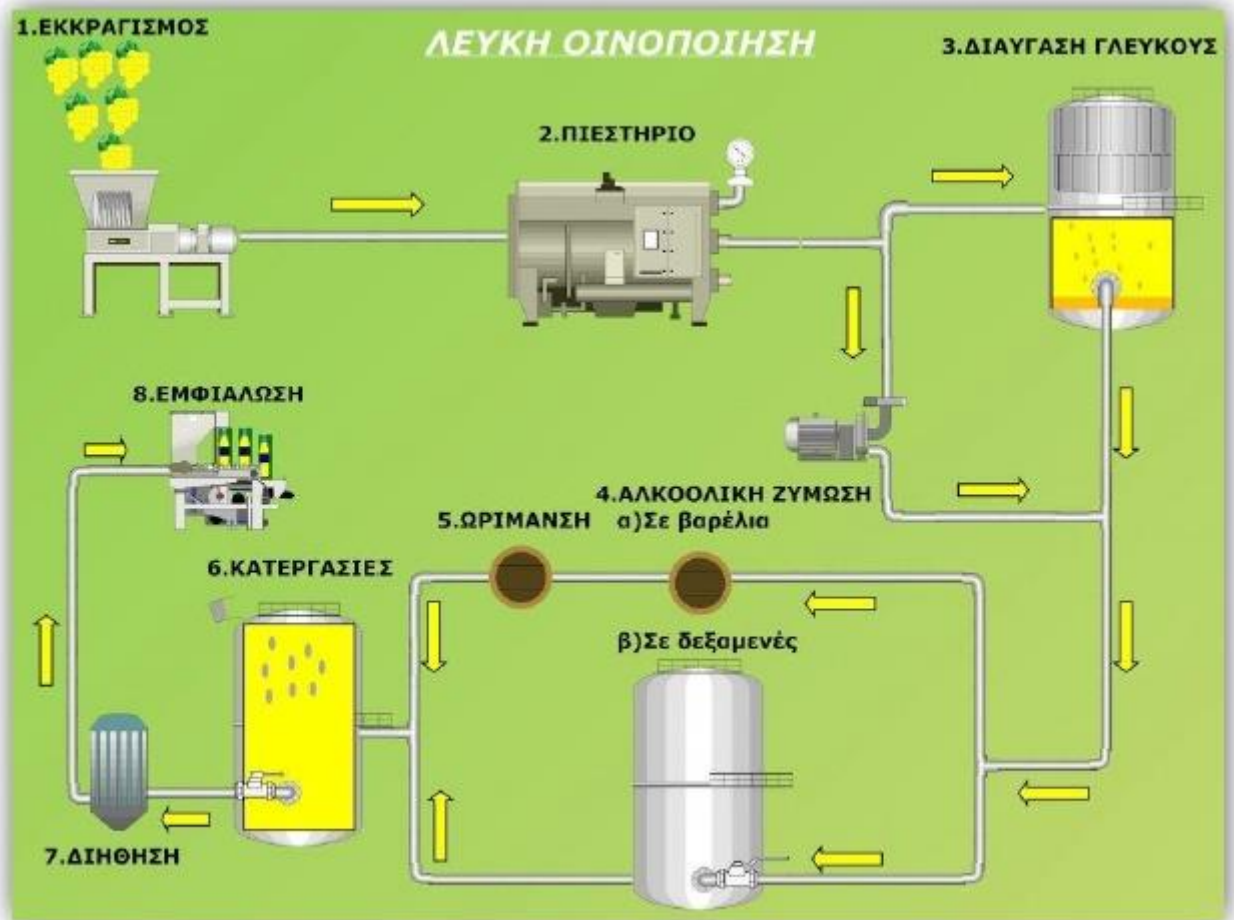 ΛΕΥΚΗ ΟΙΝΟΠΟΙΗΣΗ
1.ΕΚΚΡΑΓΙΣΜΟΣ
2.ΠΙΕΣΤΗΡΙΟ
3.ΔΙΑΥΓΑΣΗ ΓΛΕΥΚΟΥΣ
4.ΑΛΚΟΟΛΙΚΗ ΖΥΜΩΣΗ
α)Σε βαρέλια
β)Σε δεξαμενές
5.ΩΡΙΜΑΝΣΗ
6.ΚΑΤΕΡΓΑΣΙΕΣ
7.ΔΙΗΘΗΣΗ
8.ΕΜΦΙΑΛΩΣΗ